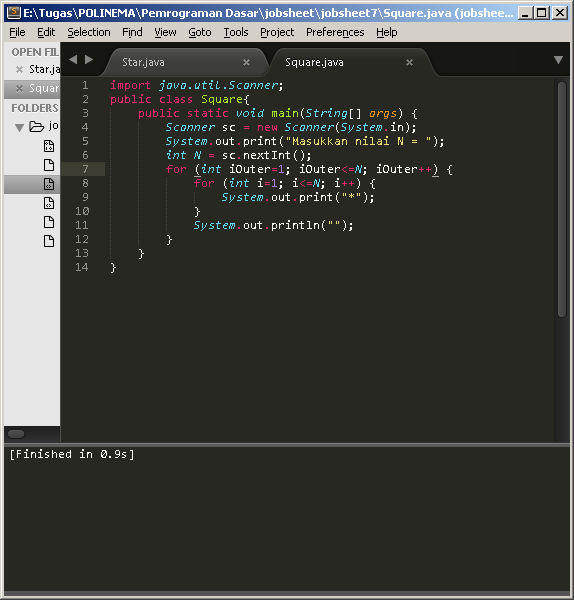 E:\Tugas\POLINEMA\Pemrograman Dasar\jobsheet\jobsheet7\Square.java (jobshee...
File Edit Selection Find View Goto Tools Project Preferences Help
OPEN FIL
Star.ja
Square
FOLDERS
jo
Star.java
Square.java
1 import java.util.Scanner;
2 public class Square{
3 public static void main(String[] args) {
4 Scanner sc = new Scanner(System.in);
5 System.out.print("Masukkan nilai N = ");
6 int N = sc.nextInt();
7 for (int iOuter=1; iOuter<=N; iOuter++) {
8 for (int i=1; i<=N; i++) {
9 System.out.print("*");
10 }
11 System.out.println("");
12 }
13 }
14 }
[Finished in 0.9s]